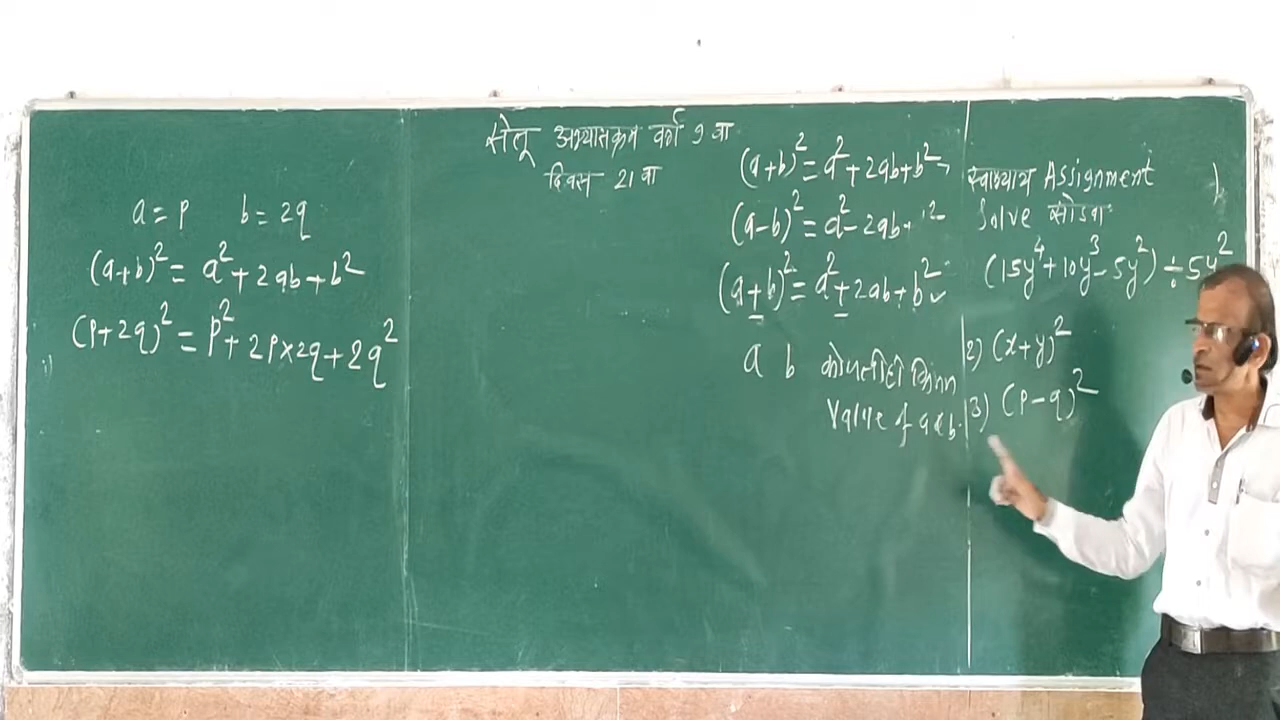 सेतू अभ्यासक्रम वर्ग 9 वा
दिवस 21 वा
a = p b = 2q
(a+b)² = a² + 2ab + b²
(p+2q)² = p² + 2p×2q + 2q²
(a+b)² = a² + 2ab + b²
(a-b)² = a² - 2ab +
(a+b)² = a² + 2ab + b²
a b
Value of a & b.
स्वाध्याय Assignment
Solve सोडवा
(15y⁴ + 10y³ - 5y²) ÷ 5y²
2) (x+y)²
3) (p-q)²